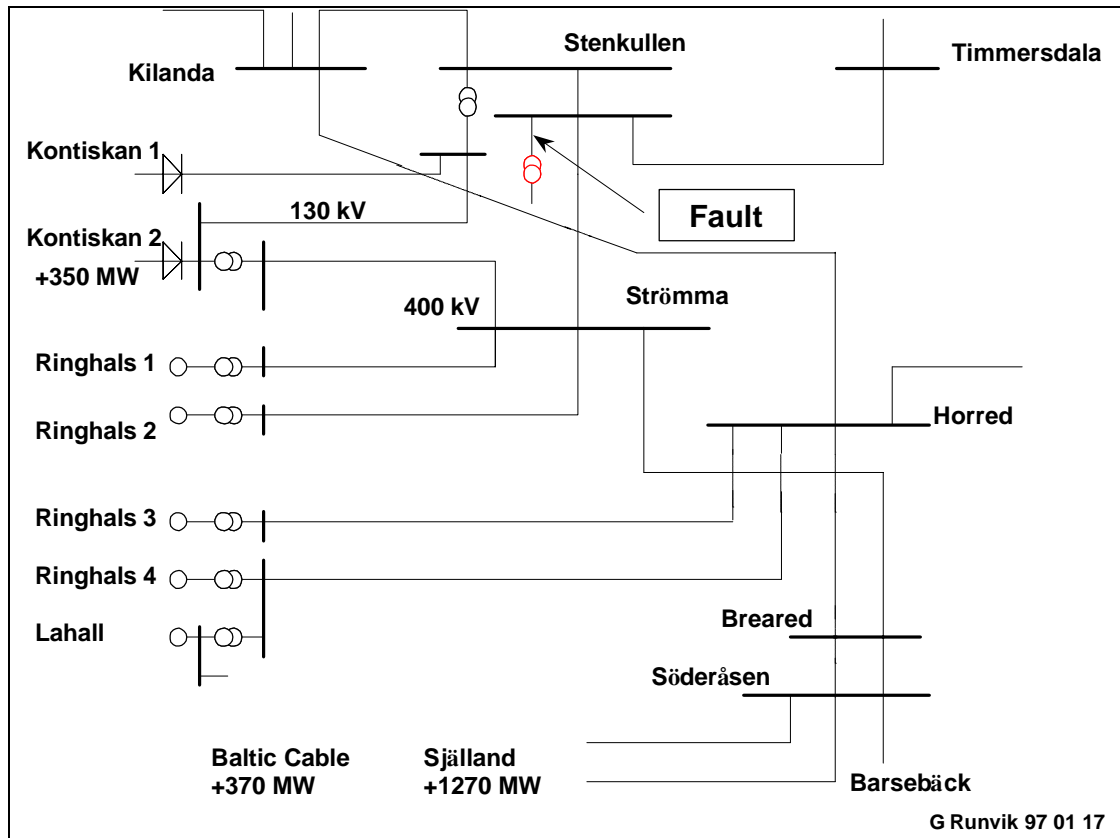 Stenkullen
Timmersdala
Kilanda
Kontiskan 1
130 kV
Fault
Kontiskan 2
+350 MW
Strömma
400 kV
Ringhals 1
Ringhals 2
Horred
Ringhals 3
Ringhals 4
Lahall
Breared
Söderåsen
Baltic Cable
+370 MW
Själland
+1270 MW
Barsebäck
G Runvik 97 01 17